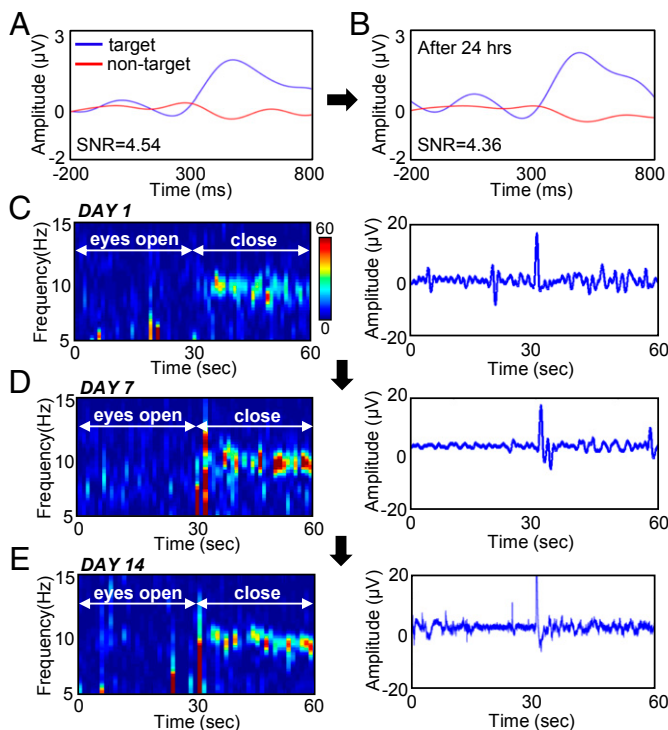 A
Amplitude (μV)
3
0
-2
target
non-target
SNR=4.54
-200 300 800
Time (ms)
B
Amplitude (μV)
3
0
-2
After 24 hrs
SNR=4.36
-200 300 800
Time (ms)
C
DAY 1
Frequency(Hz)
15
10
5
eyes open close
60
0
0 30 60
Time (sec)
Amplitude (μV)
20
0
-20
0 30 60
Time (sec)
D
DAY 7
Frequency(Hz)
15
10
5
eyes open close
0 30 60
Time (sec)
Amplitude (μV)
20
0
-20
0 30 60
Time (sec)
E
DAY 14
Frequency(Hz)
15
10
5
eyes open close
0 30 60
Time (sec)
Amplitude (μV)
20
0
-20
0 30 60
Time (sec)